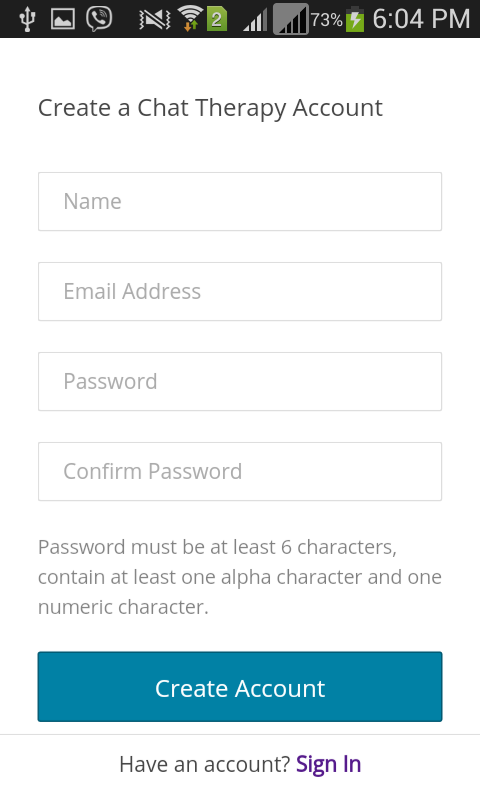 2 73% 6:04 PM
Create a Chat Therapy Account
Name
Email Address
Password
Confirm Password
Password must be at least 6 characters,
contain at least one alpha character and one
numeric character.
Create Account
Have an account? Sign In